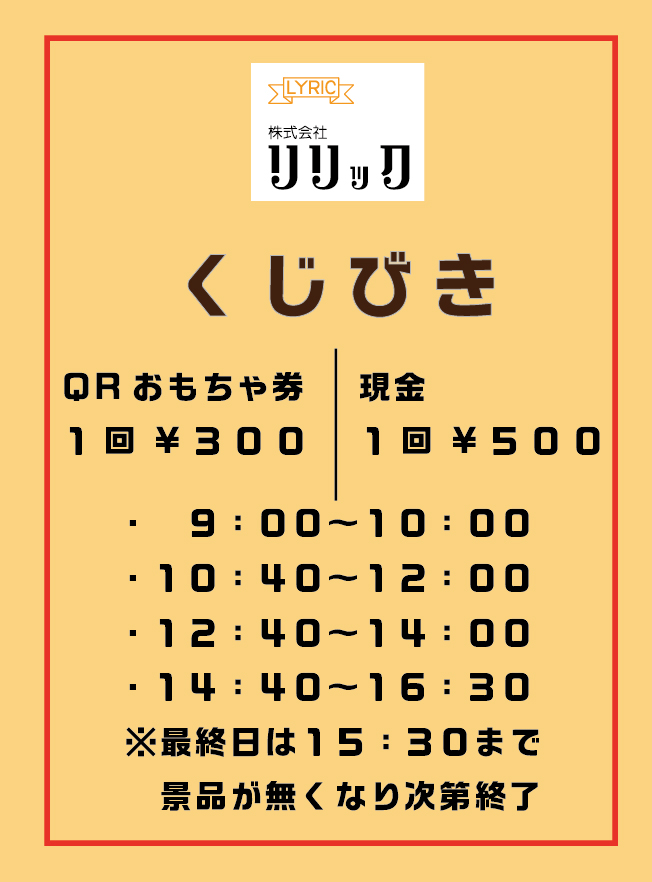 LYRIC
株式会社
リリック
くじびき
QRおもちゃ券
1回￥300
現金
1回￥500
・　9：00～10：00
・10：40～12：00
・12：40～14：00
・14：40～16：30
※最終日は15：30まで
景品が無くなり次第終了